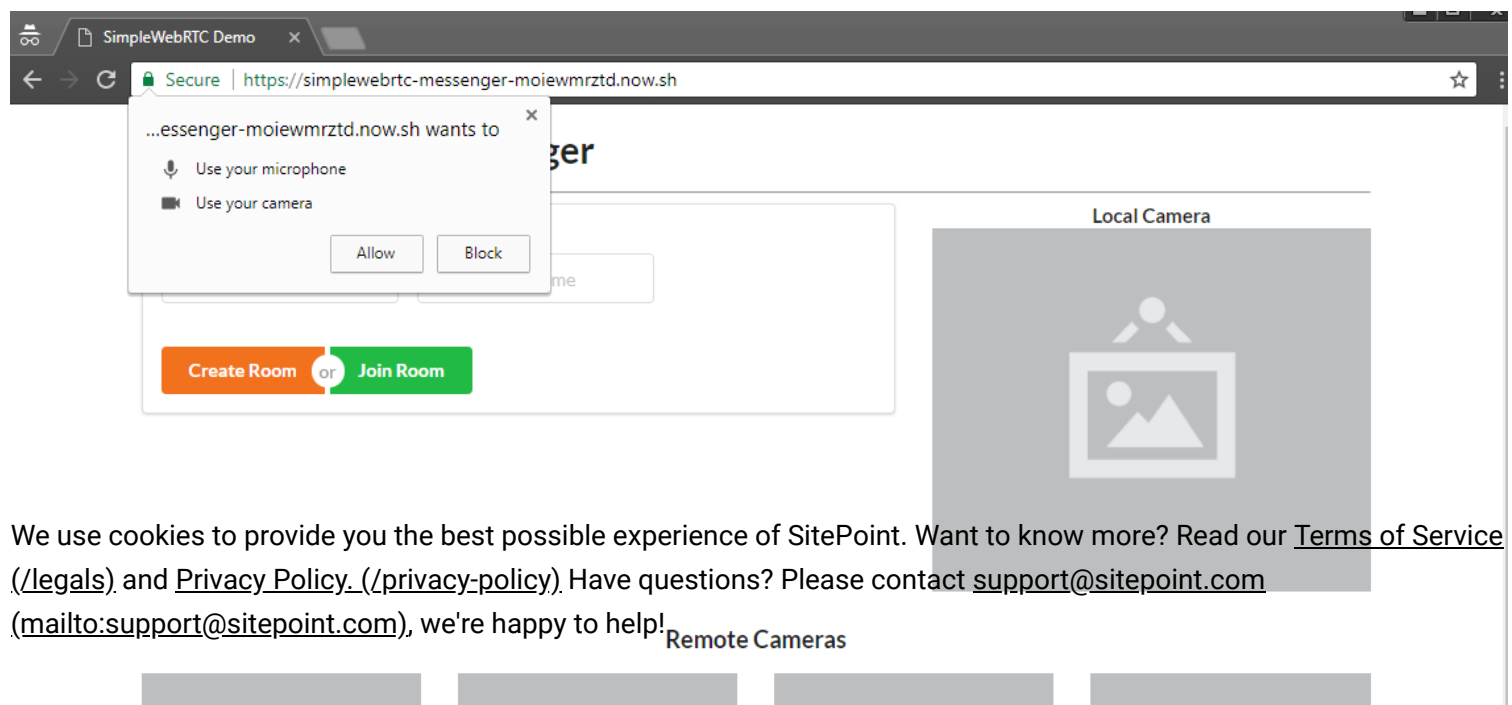 SimpleWebRTC Demo
Secure | https://simplewebrtc-messenger-moiewmrztd.now.sh
...essenger-moiewmrztd.now.sh wants to
Use your microphone
Use your camera
Allow Block
ger
me
Create Room or Join Room
Local Camera
We use cookies to provide you the best possible experience of SitePoint. Want to know more? Read our Terms of Service
(/legals) and Privacy Policy. (/privacy-policy) Have questions? Please contact support@sitepoint.com
(mailto:support@sitepoint.com), we're happy to help!
Remote Cameras